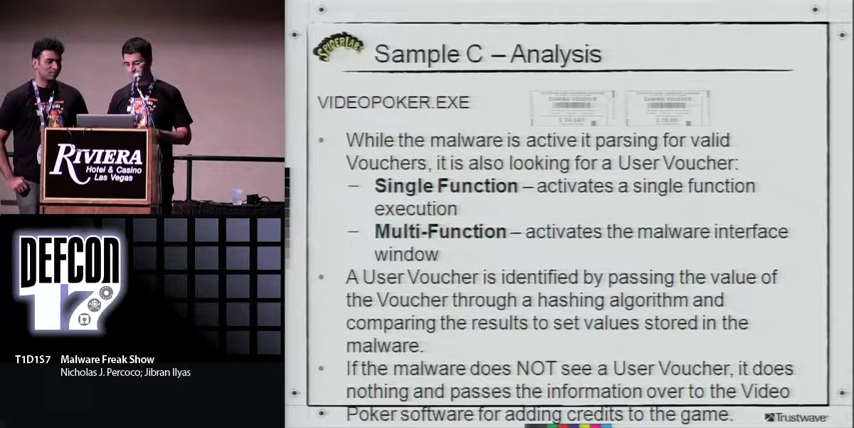 SPIDERLABS
Sample C – Analysis
VIDEOPOKER.EXE
• While the malware is active it parsing for valid
Vouchers, it is also looking for a User Voucher:
– Single Function – activates a single function
execution
– Multi-Function – activates the malware interface
window
• A User Voucher is identified by passing the value of
the Voucher through a hashing algorithm and
comparing the results to set values stored in the
malware.
• If the malware does NOT see a User Voucher, it does
nothing and passes the information over to the Video
• Poker software for adding credits to the game.
Trustwave
RIVIERA
Hotel & Casino
Las Vegas
DEFCON
17
T1D1S7 Malware Freak Show
Nicholas J. Percoco; Jibran Ilyas